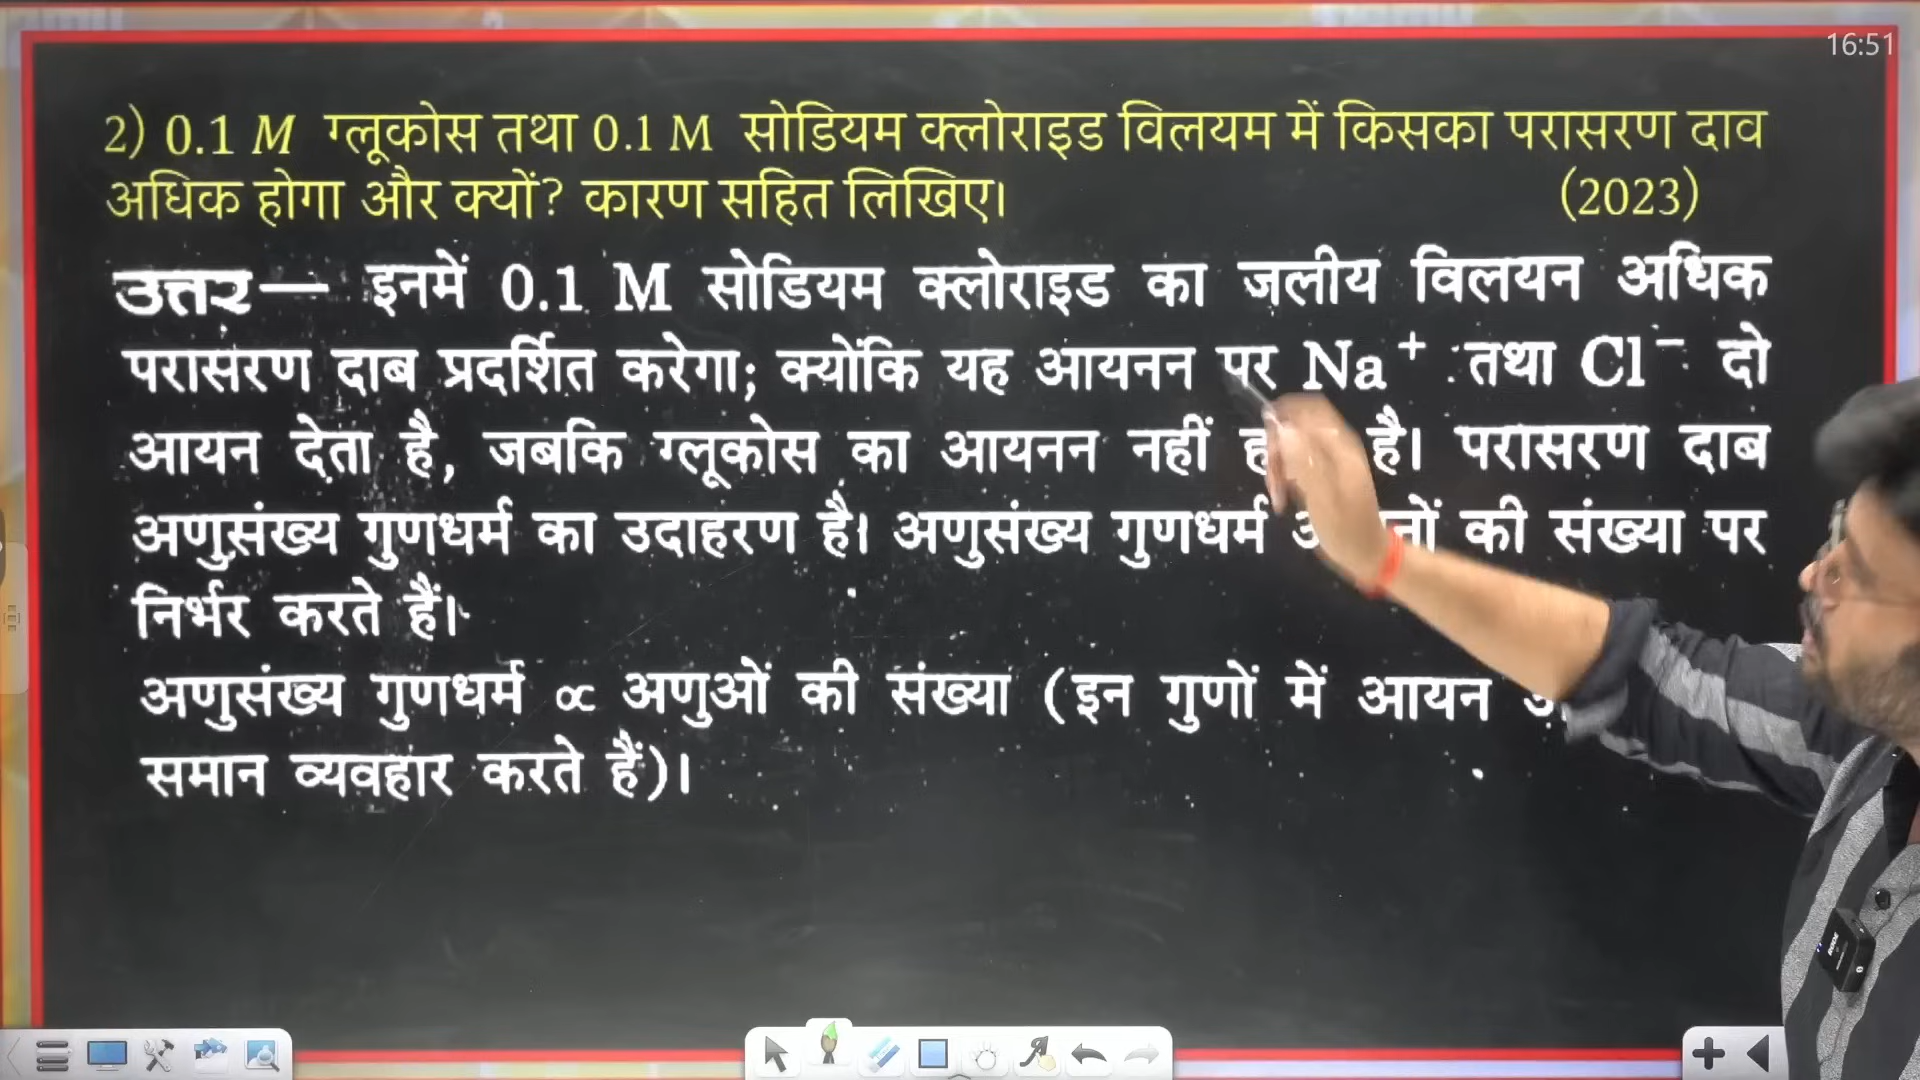 16:51
2) 0.1 M ग्लूकोस तथा 0.1 M सोडियम क्लोराइड विलयम में किसका परासरण दाव
अधिक होगा और क्यों? कारण सहित लिखिए। (2023)
उत्तर— इनमें 0.1 M सोडियम क्लोराइड का जलीय विलयन अधिक
परासरण दाब प्रदर्शित करेगा; क्योंकि यह आयनन पर Na⁺ तथा Cl⁻ दो
आयन देता है, जबकि ग्लूकोस का आयनन नहीं है। परासरण दाब
अणुसंख्य गुणधर्म का उदाहरण है। अणुसंख्य गुणधर्म की संख्या पर
निर्भर करते हैं।
अणुसंख्य गुणधर्म ∝ अणुओं की संख्या (इन गुणों में आयन
समान व्यवहार करते हैं)।